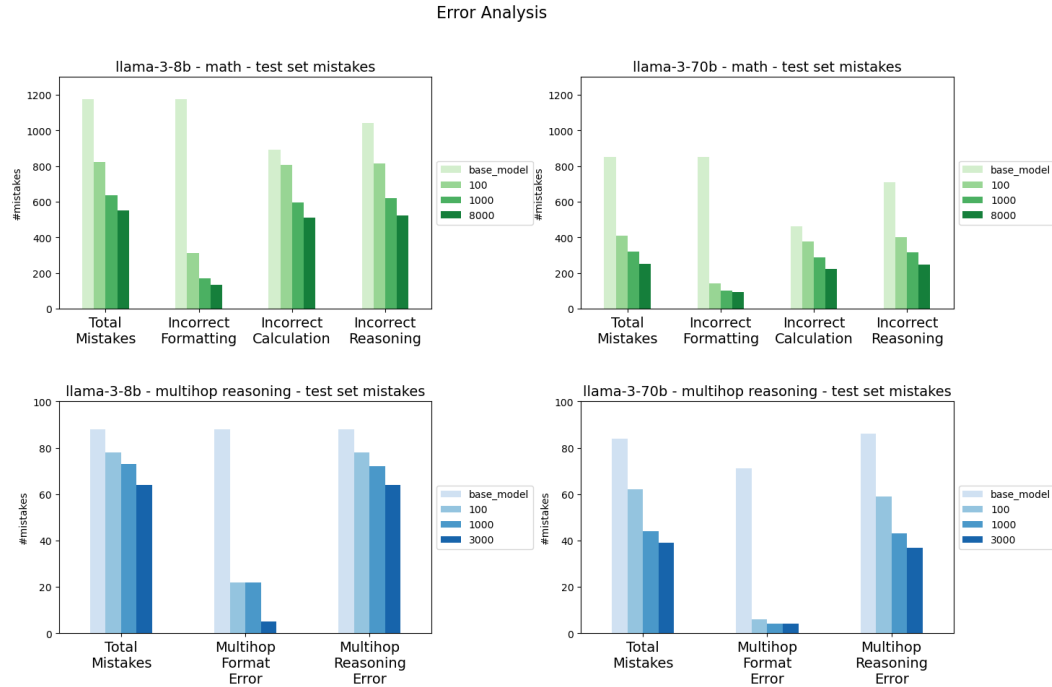 Error Analysis
llama-3-8b - math - test set mistakes
#mistakes
1200
1000
800
600
400
200
0
Total
Mistakes
Incorrect
Formatting
Incorrect
Calculation
Incorrect
Reasoning
base_model
100
1000
8000
llama-3-70b - math - test set mistakes
#mistakes
1200
1000
800
600
400
200
0
Total
Mistakes
Incorrect
Formatting
Incorrect
Calculation
Incorrect
Reasoning
base_model
100
1000
8000
llama-3-8b - multihop reasoning - test set mistakes
#mistakes
100
80
60
40
20
0
Total
Mistakes
Multihop
Format
Error
Multihop
Reasoning
Error
base_model
100
1000
3000
llama-3-70b - multihop reasoning - test set mistakes
#mistakes
100
80
60
40
20
0
Total
Mistakes
Multihop
Format
Error
Multihop
Reasoning
Error
base_model
100
1000
3000